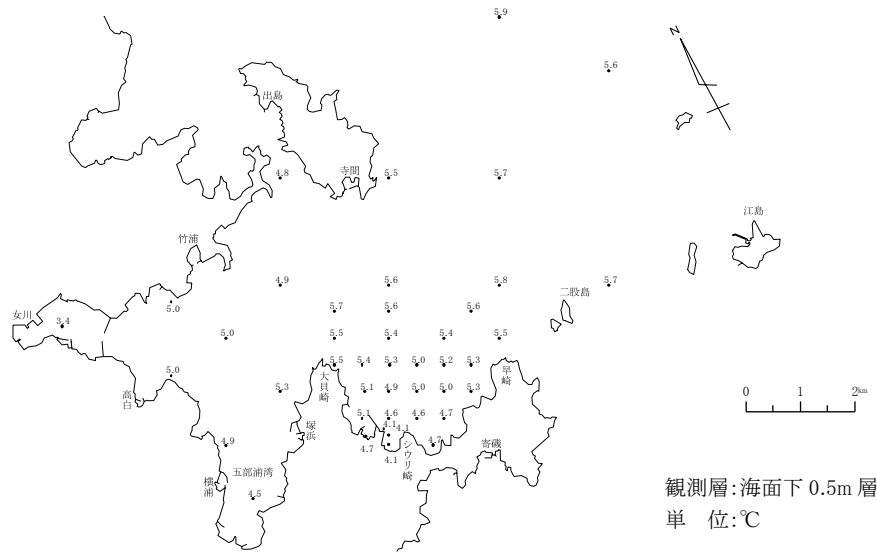 5.9
5.6
N
出島
寺間
4.8
5.5
5.7
江島
竹浦
4.9
5.6
5.8
5.7
二股島
女川
3.4
5.0
5.7
5.6
5.6
5.0
5.5
5.4
5.4
5.5
5.0
5.5
5.4
5.3
5.0
5.2
5.3
早崎
大貝崎
高白
5.3
5.1
4.9
5.0
5.0
5.3
0
1
2km
塚浜
5.1
4.6
4.6
4.7
4.1
4.1
4.9
4.7
4.1
シウリ崎
4.7
寄磯
五部浦湾
横浦
4.5
観測層:海面下 0.5m 層
単 位:℃